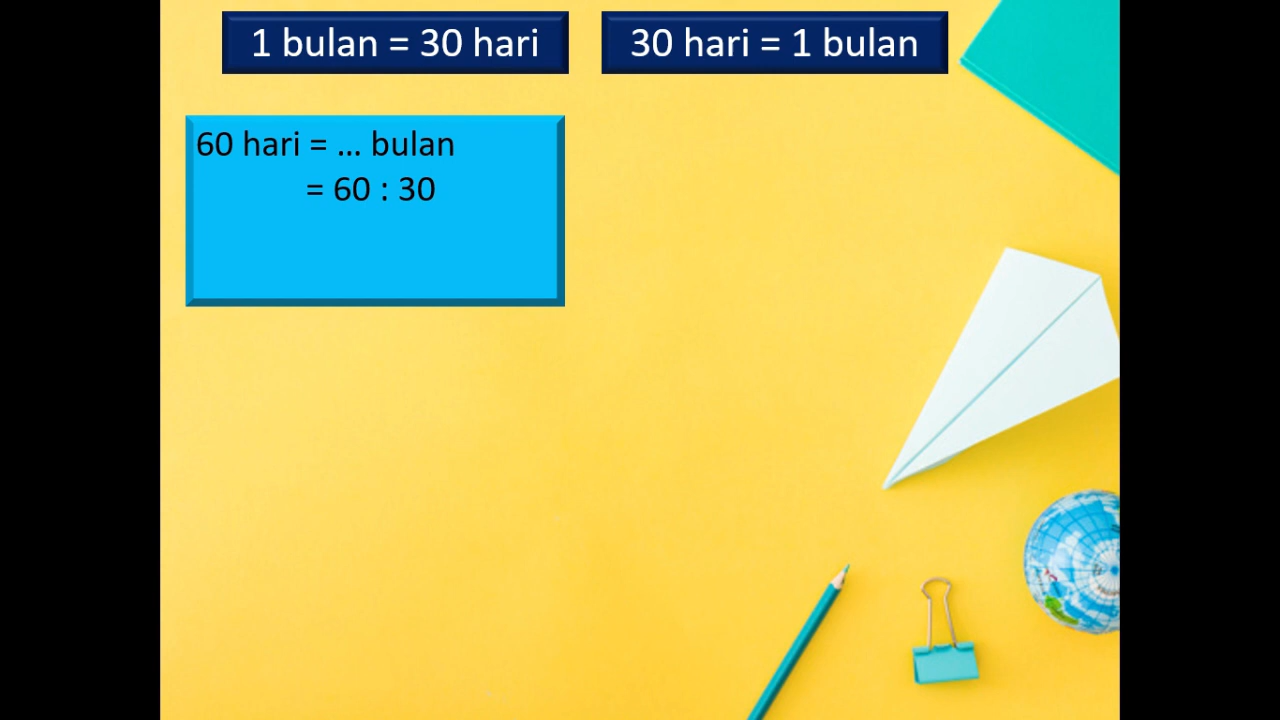 1 bulan = 30 hari
30 hari = 1 bulan
60 hari = ... bulan
= 60 : 30